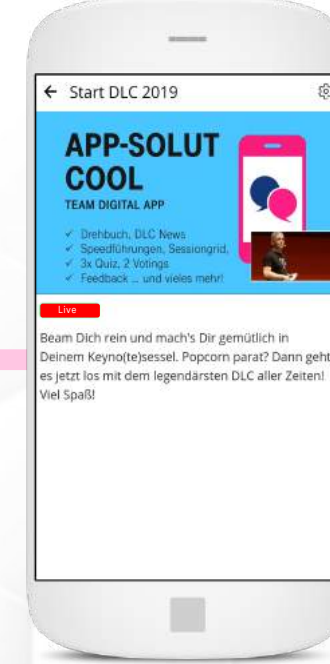 Start DLC 2019
APP-SOLUT
COOL
TEAM DIGITAL APP
✓ Drehbuch, DLC News
✓ Speedführungen, Sessiongrid,
✓ 3x Quiz, 2 Votings
✓ Feedback ... und vieles mehr!
Live
Beam Dich rein und mach's Dir gemütlich in
Deinem Keyno(te)sessel. Popcorn parat? Dann geht
es jetzt los mit dem legendärsten DLC aller Zeiten!
Viel Spaß!